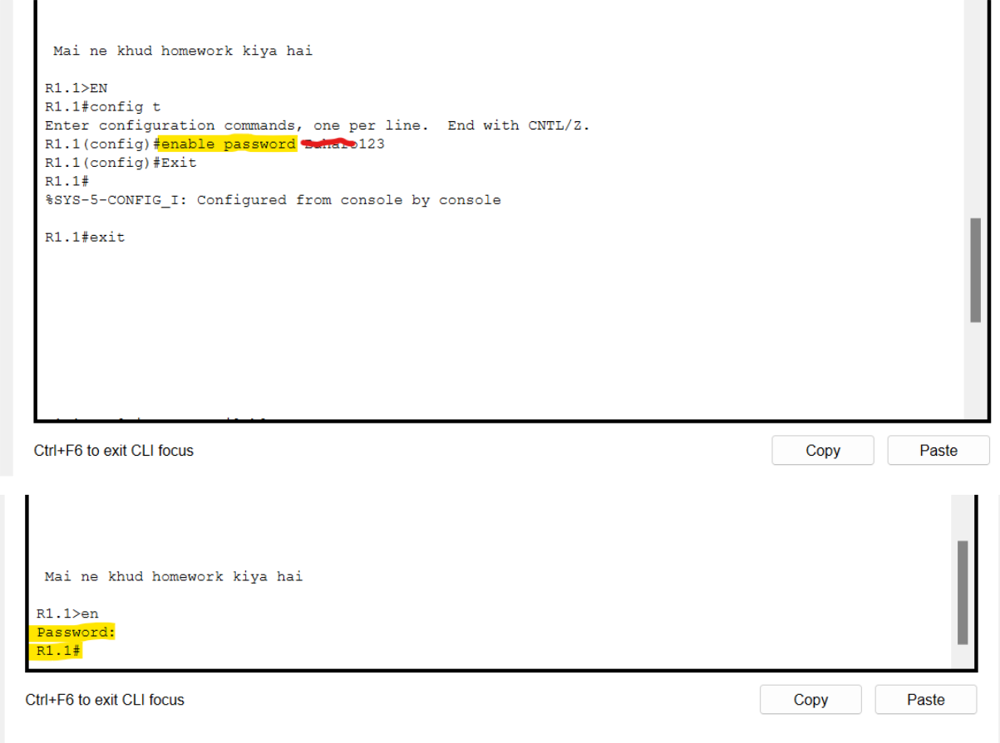 Mai ne khud homework kiya hai
R1.1>EN
R1.1#config t
Enter configuration commands, one per line.  End with CNTL/Z.
R1.1(config)#enable password 123
R1.1(config)#Exit
R1.1#
%SYS-5-CONFIG_I: Configured from console by console
R1.1#exit
Ctrl+F6 to exit CLI focus
Copy
Paste
Mai ne khud homework kiya hai
R1.1>en
Password:
R1.1#
Ctrl+F6 to exit CLI focus
Copy
Paste